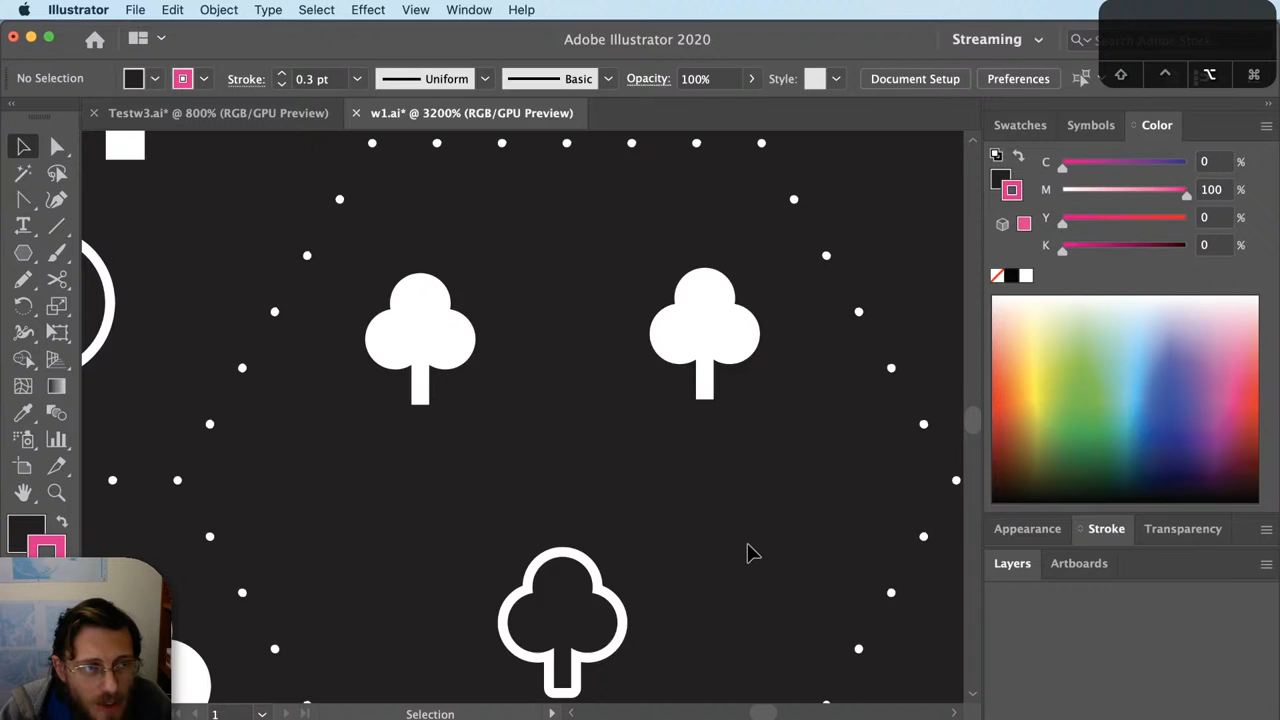 Illustrator File Edit Object Type Select Effect View Window Help
Adobe Illustrator 2020
Streaming
Search Adobe Stock...
No Selection
Stroke:
0.3 pt
Uniform
Basic
Opacity:
100%
Style:
Document Setup
Preferences
Testw3.ai* @ 800% (RGB/GPU Preview)
w1.ai* @ 3200% (RGB/GPU Preview)
Swatches
Symbols
Color
C 0 %
M 100 %
Y 0 %
K 0 %
Appearance
Stroke
Transparency
Layers
Artboards
1
Selection